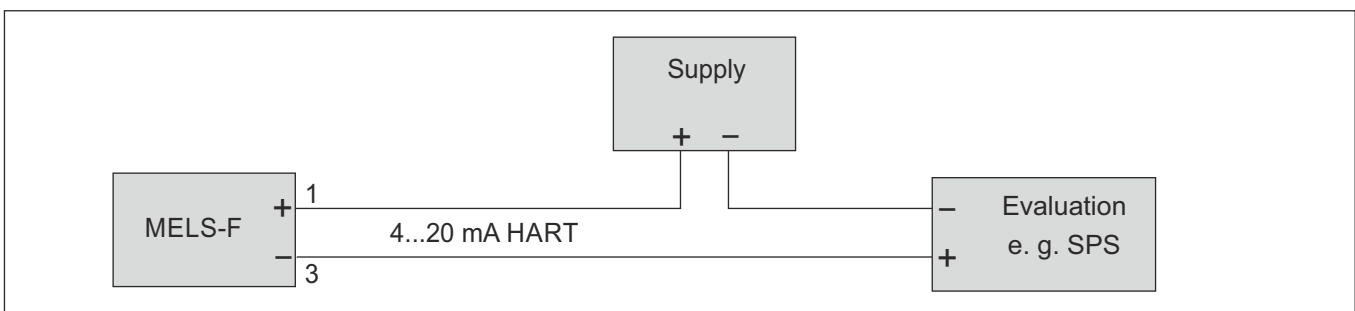 Supply
+ −
1
MELS-F
+
−
4...20 mA HART
3
−
+
Evaluation
e. g. SPS